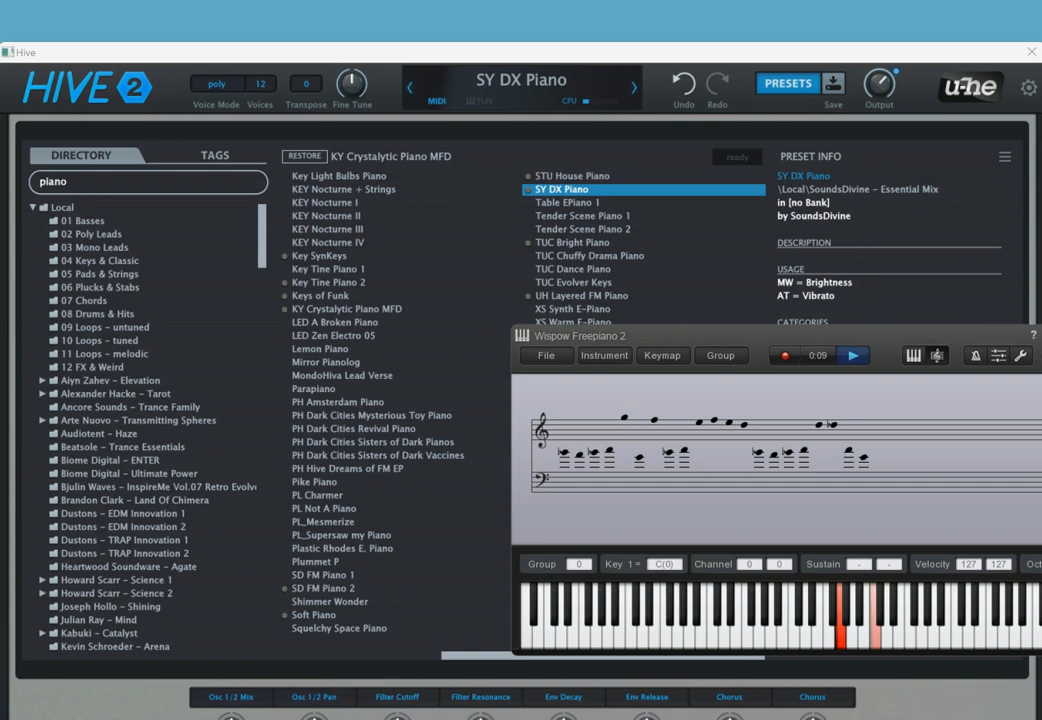 Hive
HIVE 2
poly 12
Voice Mode Voices
0
Transpose Fine Tune
SY DX Piano
MIDI TUN CPU
Undo Redo
PRESETS
Save
Output
u-he
DIRECTORY TAGS
piano
Local
01 Basses
02 Poly Leads
03 Mono Leads
04 Keys & Classic
05 Pads & Strings
06 Plucks & Stabs
07 Chords
08 Drums & Hits
09 Loops - untuned
10 Loops - tuned
11 Loops - melodic
12 FX & Weird
Aiyn Zahev - Elevation
Alexander Hacke - Tarot
Ancore Sounds - Trance Family
Arte Nuovo - Transmitting Spheres
Audiotent - Haze
Beatsole - Trance Essentials
Biome Digital - ENTER
Biome Digital - Ultimate Power
Bjulin Waves - InspireMe Vol.07 Retro Evolve
Brandon Clark - Land Of Chimera
Dustons - EDM Innovation 1
Dustons - EDM Innovation 2
Dustons - TRAP Innovation 1
Dustons - TRAP Innovation 2
Heartwood Soundware - Agate
Howard Scarr - Science 1
Howard Scarr - Science 2
Joseph Hollo - Shining
Julian Ray - Mind
Kabuki - Catalyst
Kevin Schroeder - Arena
RESTORE KY Crystalytic Piano MFD
ready
Key Light Bulbs Piano
KEY Nocturne + Strings
KEY Nocturne I
KEY Nocturne II
KEY Nocturne III
KEY Nocturne IV
Key SynKeys
Key Tine Piano 1
Key Tine Piano 2
Keys of Funk
KY Crystalytic Piano MFD
LED A Broken Piano
LED Zen Electro 05
Lemon Piano
Mirror Pianolog
MondoHiva Lead Verse
Parapiano
PH Amsterdam Piano
PH Dark Cities Mysterious Toy Piano
PH Dark Cities Revival Piano
PH Dark Cities Sisters of Dark Pianos
PH Dark Cities Sisters of Dark Vaccines
PH Hive Dreams of FM EP
Pike Piano
PL Charmer
PL Not A Piano
PL_Mesmerize
PL_Supersaw my Piano
Plastic Rhodes E. Piano
Plummet P
SD FM Piano 1
SD FM Piano 2
Shimmer Wonder
Soft Piano
Squelchy Space Piano
STU House Piano
SY DX Piano
Table EPiano 1
Tender Scene Piano 1
Tender Scene Piano 2
TUC Bright Piano
TUC Chuffy Drama Piano
TUC Dance Piano
TUC Evolver Keys
UH Layered FM Piano
XS Synth E-Piano
XS Warm E-Piano
PRESET INFO
SY DX Piano
\Local\SoundsDivine - Essential Mix
in [no Bank]
by SoundsDivine
DESCRIPTION
USAGE
MW = Brightness
AT = Vibrato
CATEGORIES
Wispow Freepiano 2 ?
File Instrument Keymap Group 0:09
Group 0 Key 1 = C(0) Channel 0 0 Sustain - - Velocity 127 127 Oct
Osc 1/2 Mix Osc 1/2 Pan Filter Cutoff Filter Resonance Env Decay Env Release Chorus Chorus